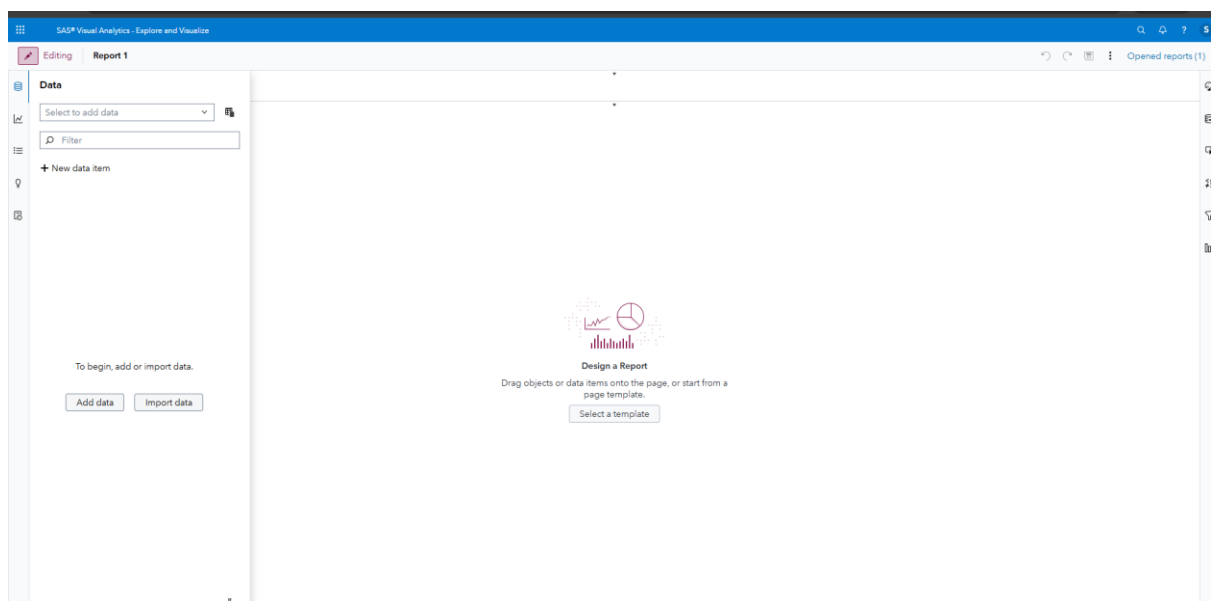 SAS® Visual Analytics - Explore and Visualize
?
S
Editing
Report 1
Opened reports (1)
Data
Select to add data
Filter
+ New data item
To begin, add or import data.
Add data
Import data
Design a Report
Drag objects or data items onto the page, or start from a
page template.
Select a template